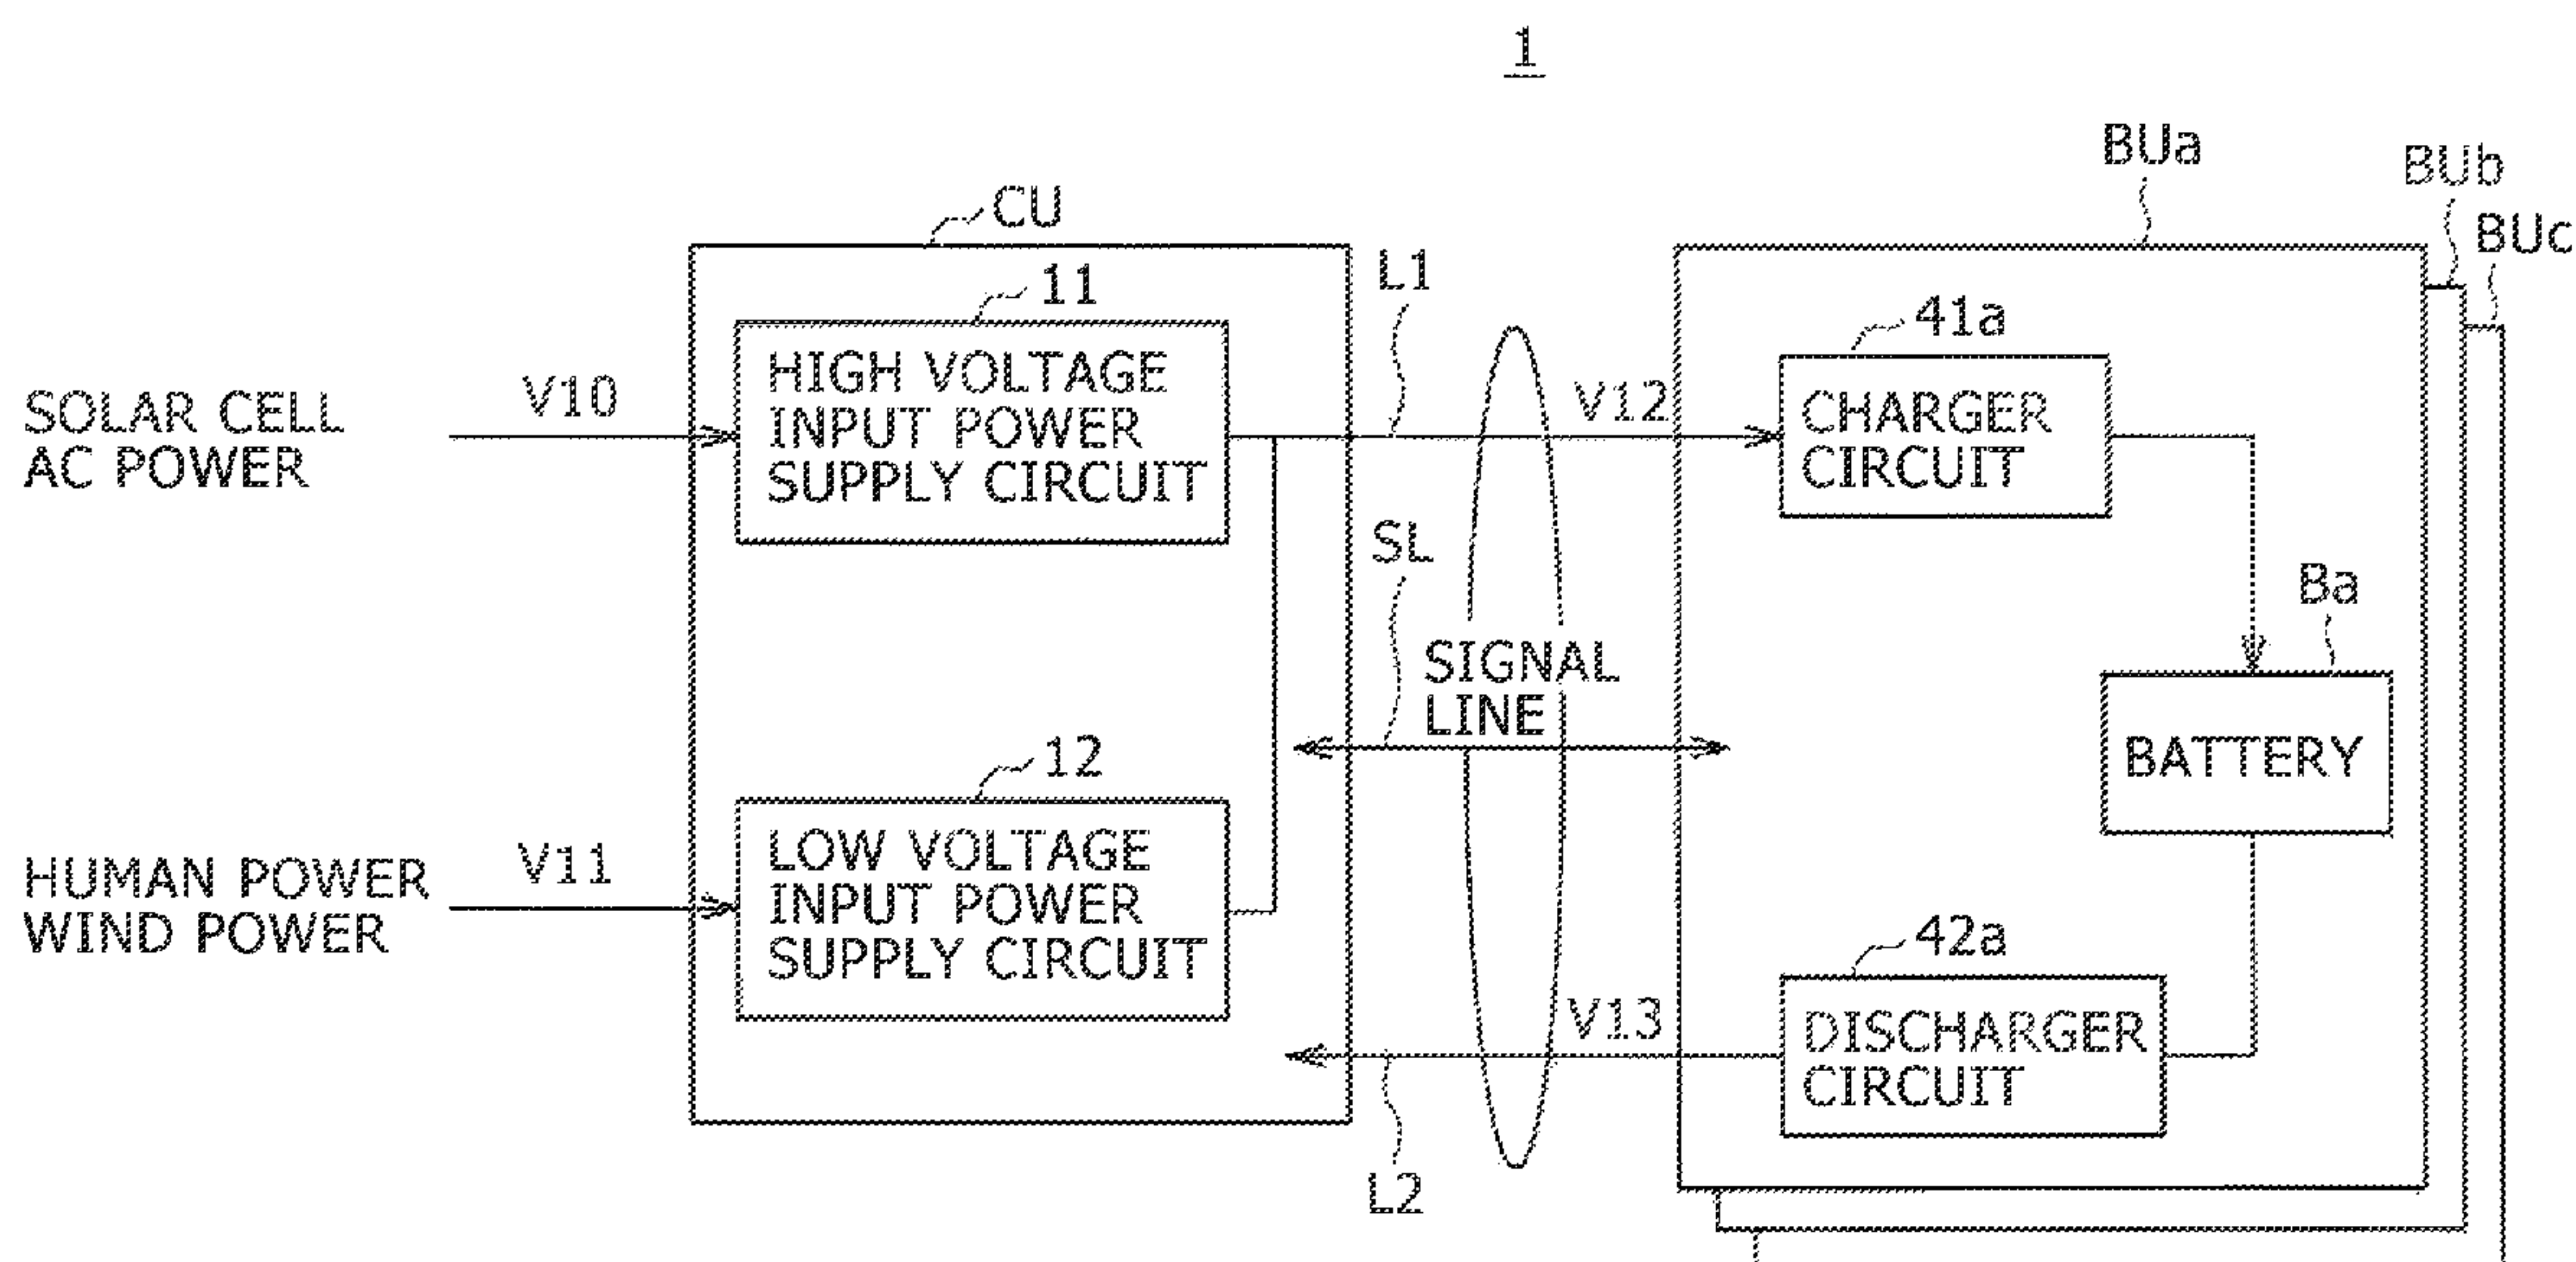 1
BUa
BUb
BUc
CU
11
L1
41a
HIGH VOLTAGE
INPUT POWER
SUPPLY CIRCUIT
SOLAR CELL
AC POWER
V10
V12
CHARGER
CIRCUIT
SL
Ba
SIGNAL
LINE
BATTERY
12
LOW VOLTAGE
INPUT POWER
SUPPLY CIRCUIT
HUMAN POWER
WIND POWER
V11
42a
V13
DISCHARGER
CIRCUIT
L2